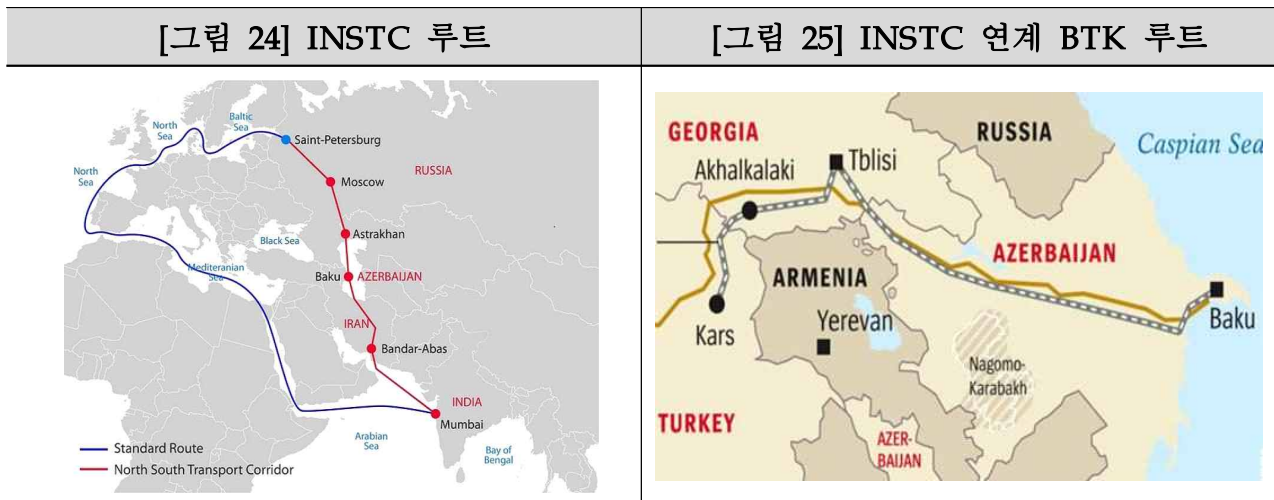 [그림 24] INSTC 루트
[그림 25] INSTC 연계 BTK 루트
North
Sea
Baltic
Sea
Saint-Petersburg
North
Sea
Moscow
RUSSIA
Astrakhan
Black Sea
Mediteranian
Sea
Baku
AZERBAIJAN
IRAN
Bandar-Abas
INDIA
Mumbai
Arabian
Sea
Bay of
Bengal
Standard Route
North South Transport Corridor
GEORGIA
RUSSIA
Caspian Sea
Akhalkalaki
Tblisi
AZERBAIJAN
ARMENIA
Yerevan
Kars
Baku
Nagorno-
Karabakh
TURKEY
AZER-
BAIJAN